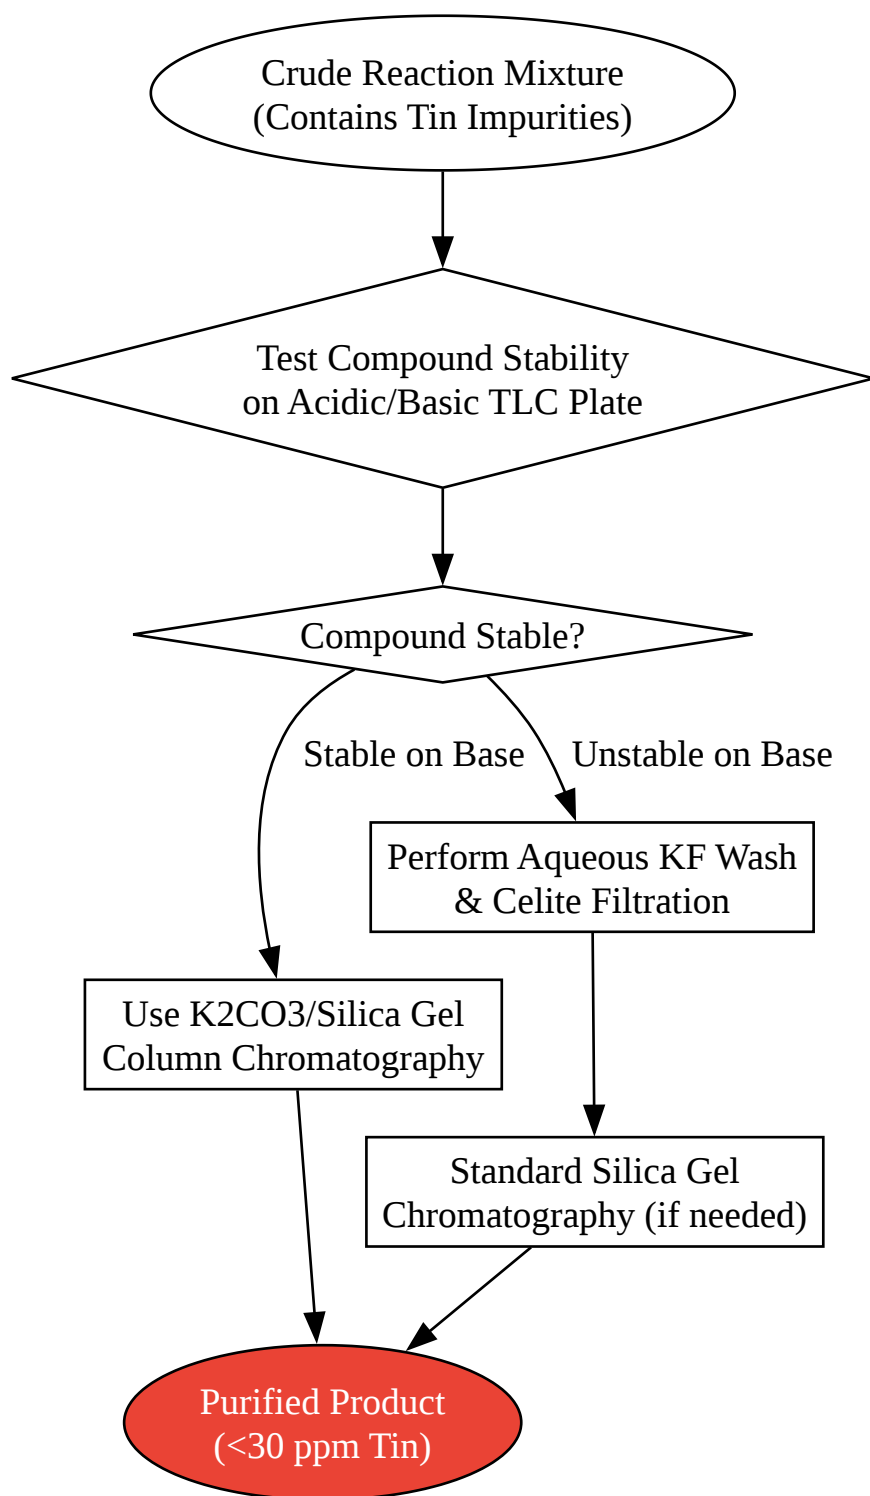 Crude Reaction Mixture
(Contains Tin Impurities)
Test Compound Stability
on Acidic/Basic TLC Plate
Compound Stable?
Stable on Base
Unstable on Base
Perform Aqueous KF Wash
& Celite Filtration
Use K2CO3/Silica Gel
Column Chromatography
Standard Silica Gel
Chromatography (if needed)
Purified Product
(<30 ppm Tin)